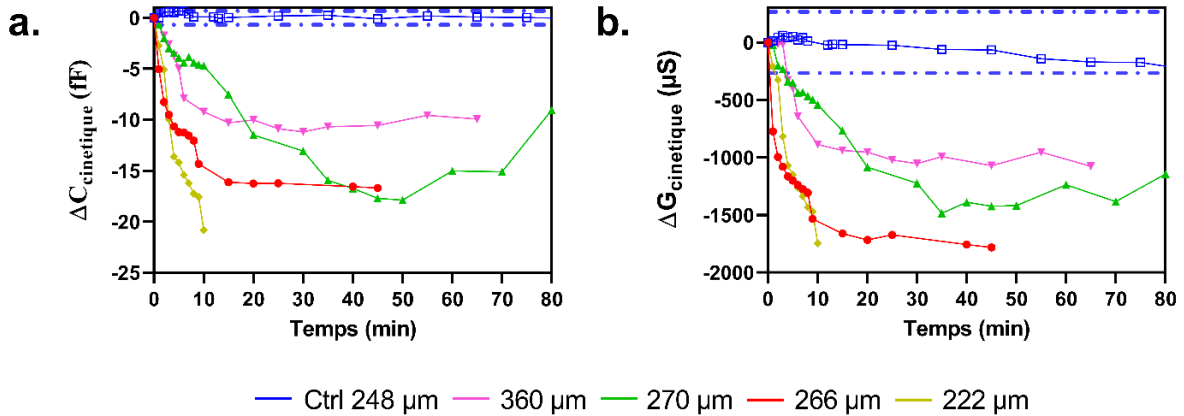 a.
ΔCcinetique (fF)
0
-5
-10
-15
-20
-25
0 10 20 30 40 50 60 70 80
Temps (min)
b.
ΔGcinetique (µS)
0
-500
-1000
-1500
-2000
0 10 20 30 40 50 60 70 80
Temps (min)
Ctrl 248 µm 360 µm 270 µm 266 µm 222 µm